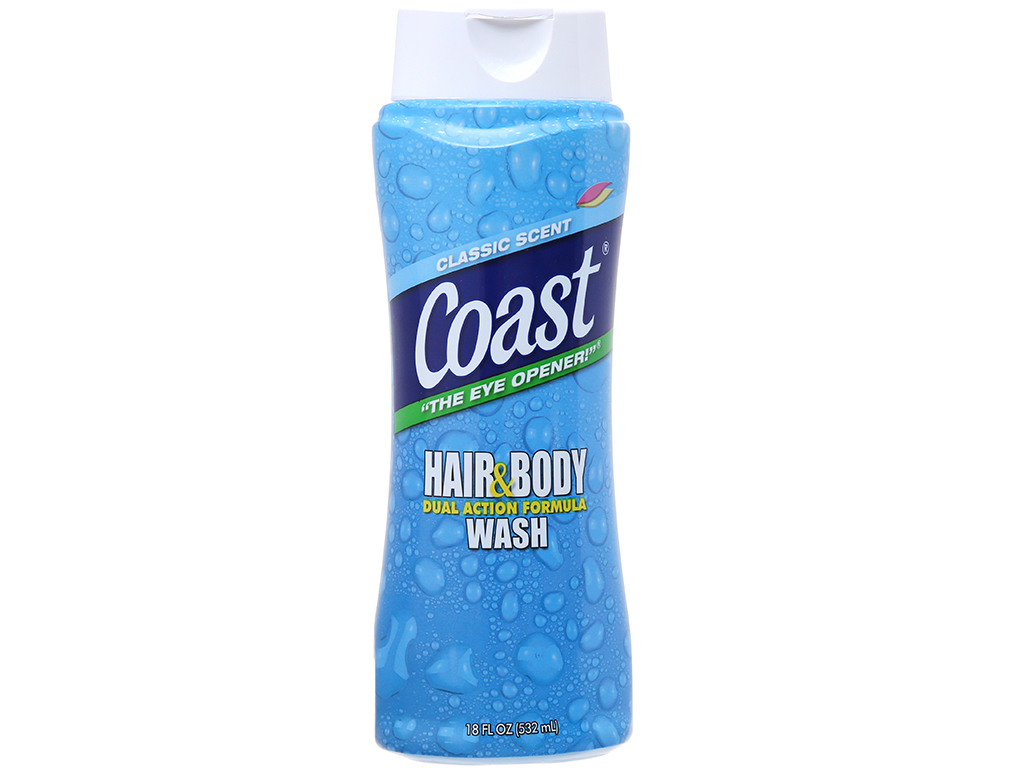 CLASSIC SCENT
Coast®
“THE EYE OPENER!”®
HAIR & BODY
DUAL ACTION FORMULA
WASH
18 FL OZ (532 mL)